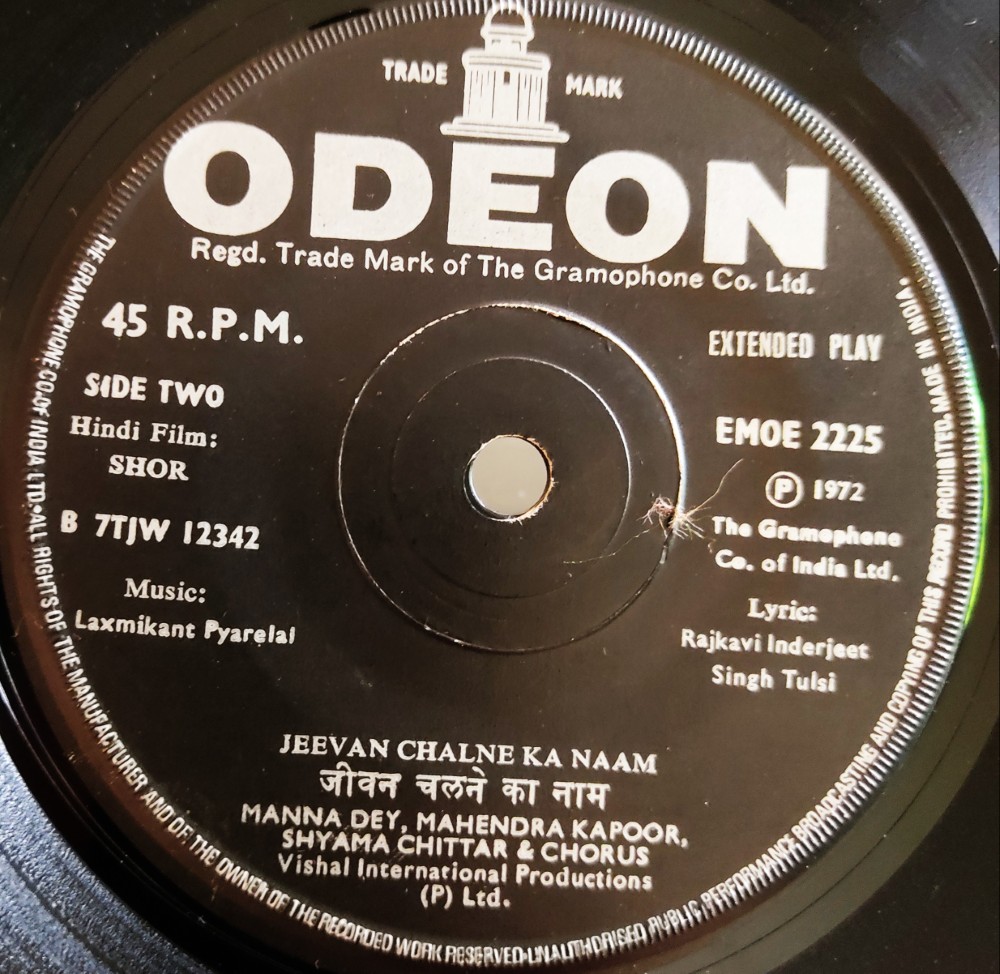 TRADE MARK
ODEON
Regd. Trade Mark of The Gramophone Co. Ltd.
45 R.P.M.
EXTENDED PLAY
SIDE TWO
Hindi Film:
SHOR
B 7TJW 12342
Music:
Laxmikant Pyarelal
EMOE 2225
Ⓟ 1972
The Gramophone
Co. of India Ltd.
Lyric:
Rajkavi Inderjeet
Singh Tulsi
JEEVAN CHALNE KA NAAM
जीवन चलने का नाम
MANNA DEY, MAHENDRA KAPOOR,
SHYAMA CHITTAR & CHORUS
Vishal International Productions
(P) Ltd.
THE GRAMOPHONE CO. OF INDIA LTD. ALL RIGHTS OF THE MANUFACTURER AND OF THE OWNER OF THE RECORDED WORK RESERVED. UNAUTHORISED PUBLIC PERFORMANCE BROADCASTING AND COPYING OF THIS RECORD PROHIBITED. MADE IN INDIA.